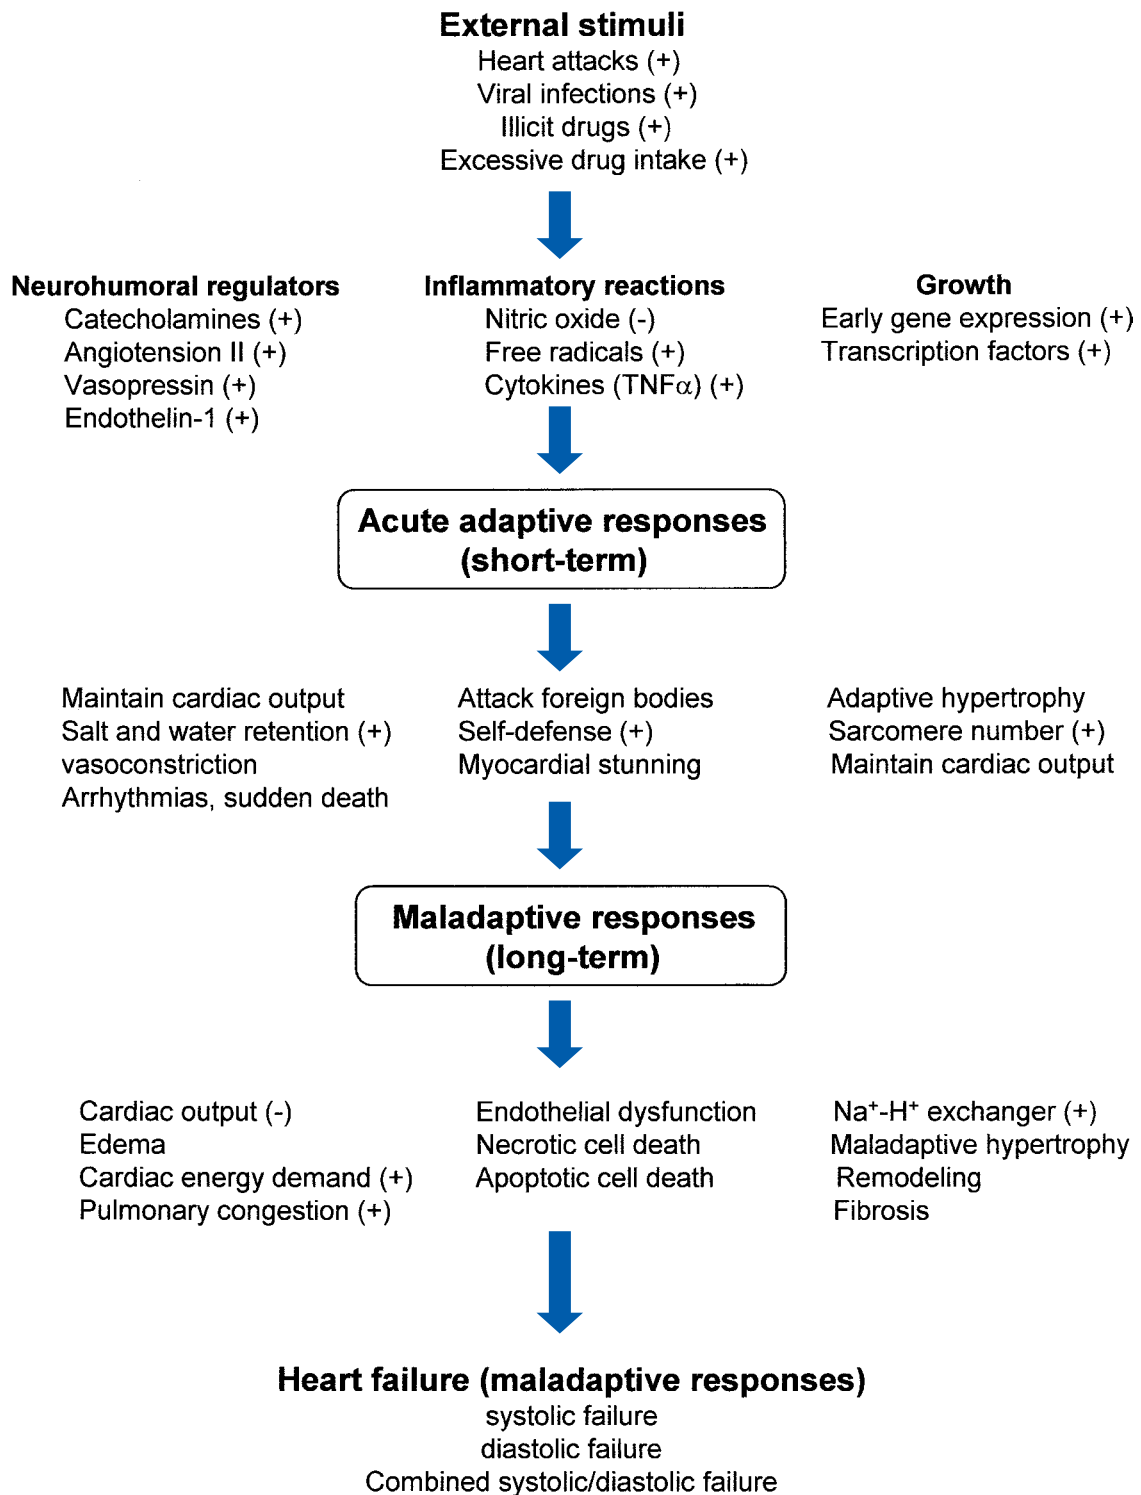 External stimuli
Heart attacks (+)
Viral infections (+)
Illicit drugs (+)
Excessive drug intake (+)
Neurohumoral regulators
Catecholamines (+)
Angiotension II (+)
Vasopressin (+)
Endothelin-1 (+)
Inflammatory reactions
Nitric oxide (-)
Free radicals (+)
Cytokines (TNFα) (+)
Growth
Early gene expression (+)
Transcription factors (+)
Acute adaptive responses
(short-term)
Maintain cardiac output
Salt and water retention (+)
vasoconstriction
Arrhythmias, sudden death
Attack foreign bodies
Self-defense (+)
Myocardial stunning
Adaptive hypertrophy
Sarcomere number (+)
Maintain cardiac output
Maladaptive responses
(long-term)
Cardiac output (-)
Edema
Cardiac energy demand (+)
Pulmonary congestion (+)
Endothelial dysfunction
Necrotic cell death
Apoptotic cell death
Na⁺-H⁺ exchanger (+)
Maladaptive hypertrophy
Remodeling
Fibrosis
Heart failure (maladaptive responses)
systolic failure
diastolic failure
Combined systolic/diastolic failure